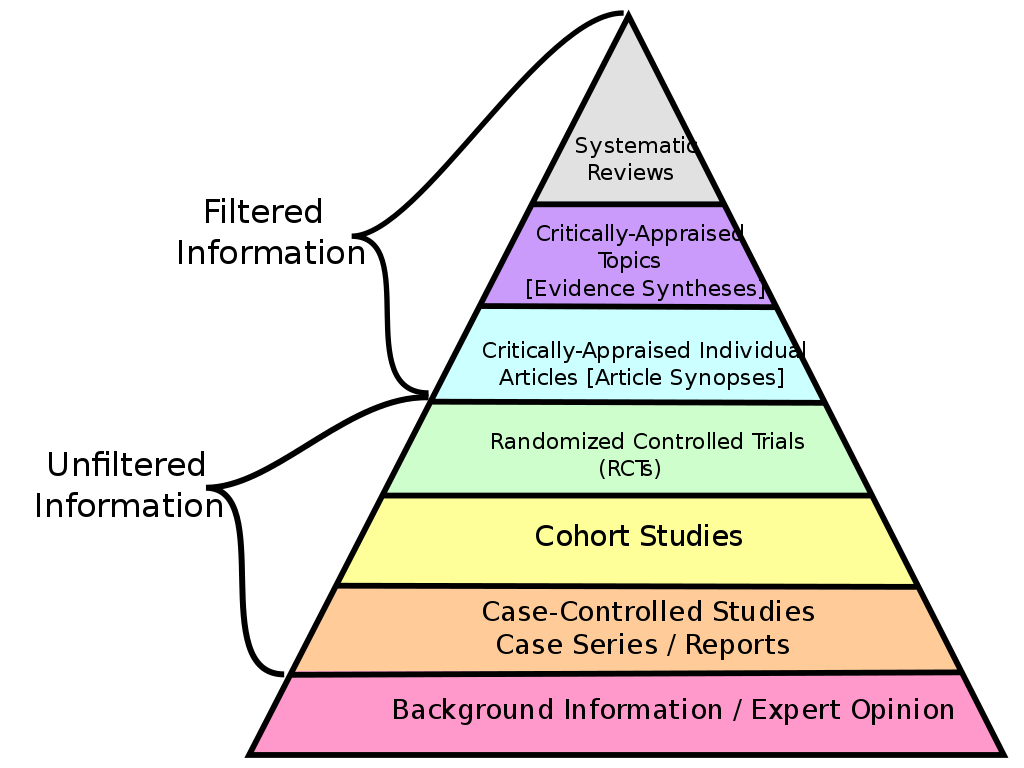 Systematic
Reviews
Filtered
Information
Critically-Appraised
Topics
[Evidence Syntheses]
Critically-Appraised Individual
Articles [Article Synopses]
Randomized Controlled Trials
(RCTs)
Unfiltered
Information
Cohort Studies
Case-Controlled Studies
Case Series / Reports
Background Information / Expert Opinion